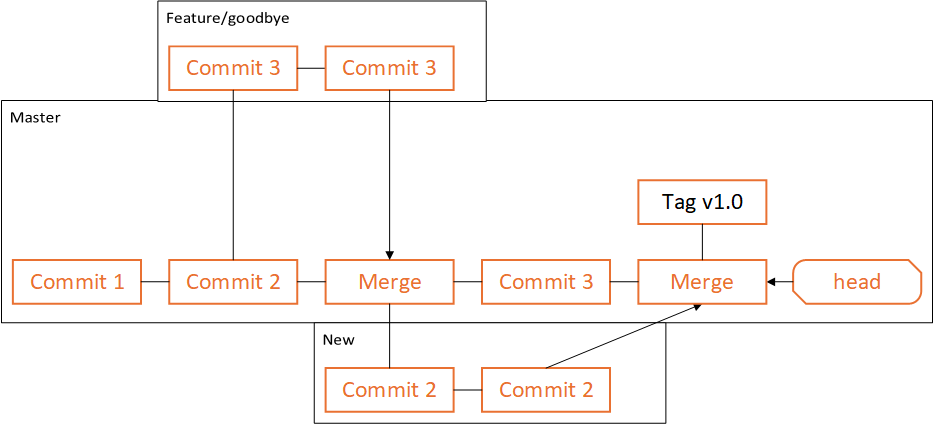 Feature/goodbye
Commit 3
Commit 3
Master
Tag v1.0
Commit 1
Commit 2
Merge
Commit 3
Merge
head
New
Commit 2
Commit 2